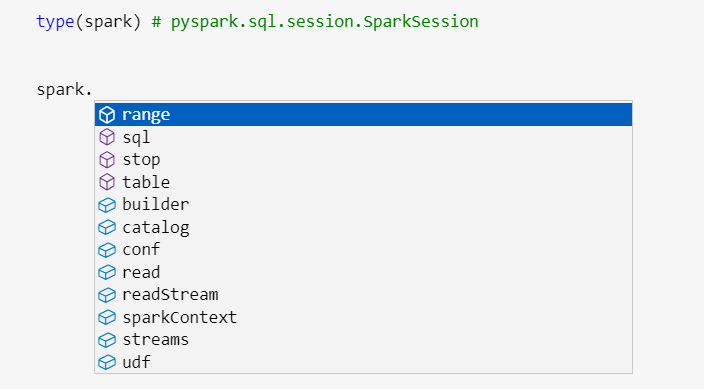 type(spark) # pyspark.sql.session.SparkSession
spark.
range
sql
stop
table
builder
catalog
conf
read
readStream
sparkContext
streams
udf